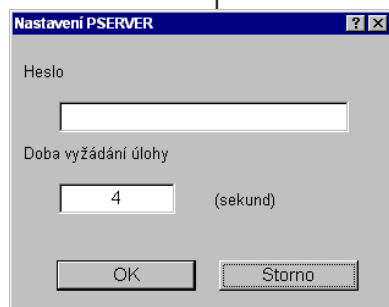 Nastavení PSERVER
Heslo
Doba vyžádání úlohy
4 (sekund)
OK Storno